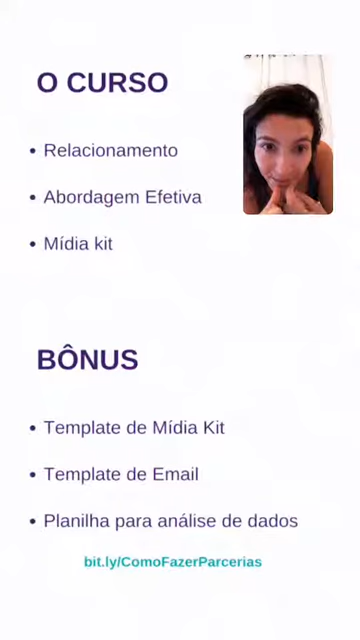 O CURSO
• Relacionamento
• Abordagem Efetiva
• Mídia kit
BÔNUS
• Template de Mídia Kit
• Template de Email
• Planilha para análise de dados
bit.ly/ComoFazerParcerias